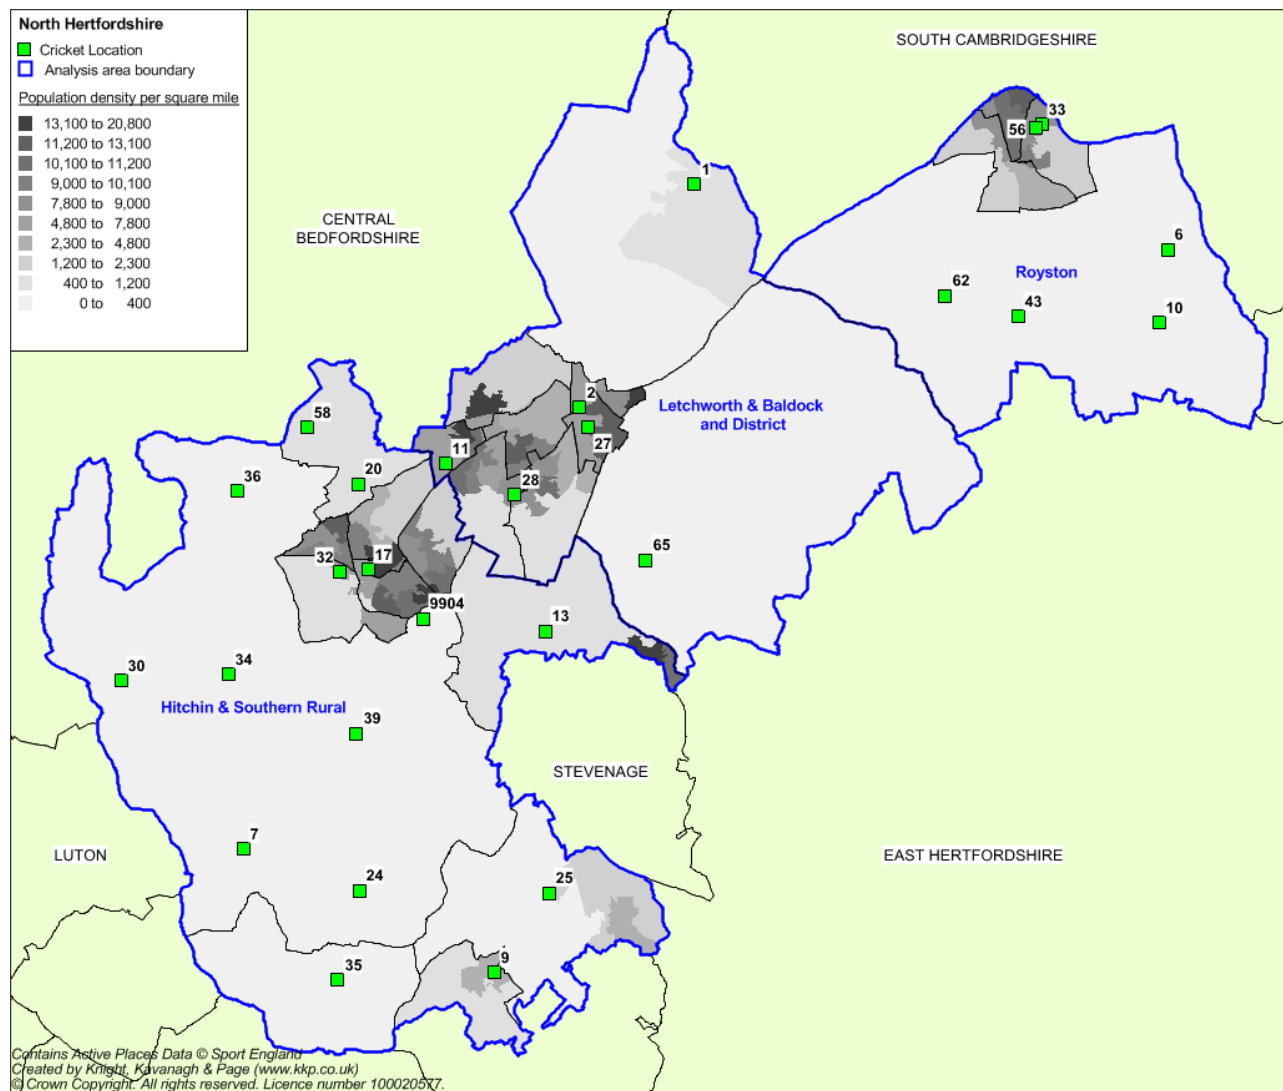 North Hertfordshire
Cricket Location
Analysis area boundary
Population density per square mile
13,100 to 20,800
11,200 to 13,100
10,100 to 11,200
9,000 to 10,100
7,800 to 9,000
4,800 to 7,800
2,300 to 4,800
1,200 to 2,300
400 to 1,200
0 to 400
SOUTH CAMBRIDGESHIRE
33
56
1
CENTRAL
BEDFORDSHIRE
6
Royston
62
43
10
2
Letchworth & Baldock
and District
58
27
11
20
36
28
17
32
65
9904
13
34
30
Hitchin & Southern Rural
39
STEVENAGE
7
LUTON
EAST HERTFORDSHIRE
24
25
9
35
Contains Active Places Data © Sport England
Created by Knight, Kavanagh & Page (www.kkp.co.uk)
© Crown Copyright. All rights reserved. Licence number 100020577.